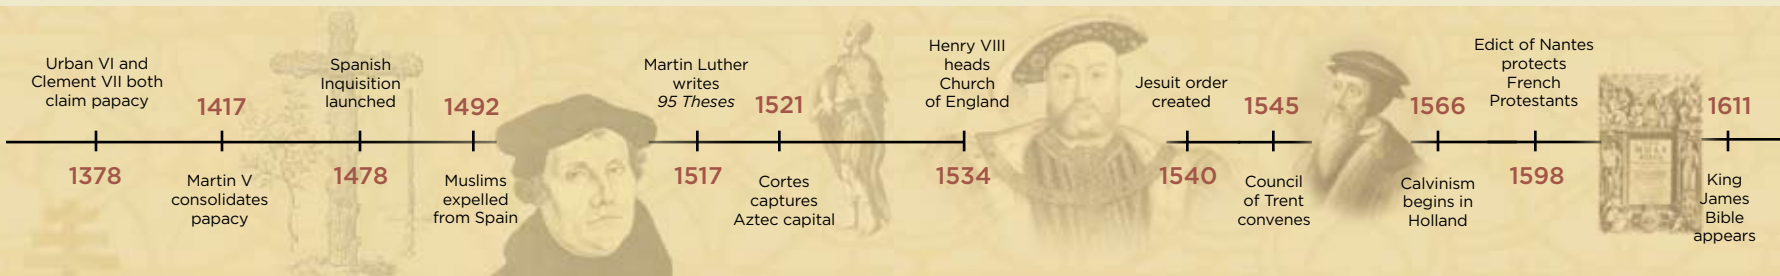 Urban VI and
Clement VII both
claim papacy
1378
1417
Martin V
consolidates
papacy
Spanish
Inquisition
launched
1478
1492
Muslims
expelled
from Spain
Martin Luther
writes
95 Theses
1517
1521
Cortes
captures
Aztec capital
Henry VIII
heads
Church
of England
1534
Jesuit order
created
1540
1545
Council
of Trent
convenes
1566
Calvinism
begins in
Holland
Edict of Nantes
protects
French
Protestants
1598
1611
King
James
Bible
appears